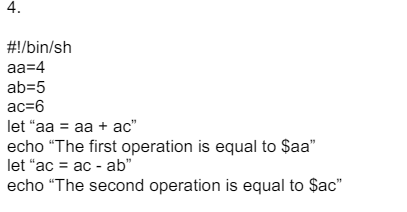 4.
#!/bin/sh
aa=4
ab=5
ac=6
let “aa = aa + ac”
echo “The first operation is equal to $aa”
let “ac = ac - ab”
echo “The second operation is equal to $ac”